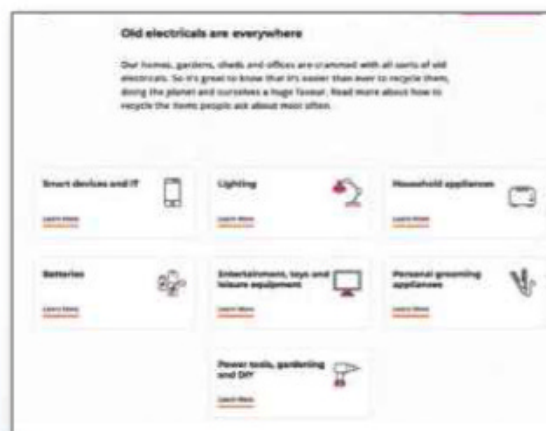 Old electricals are everywhere
Our homes, gardens, sheds and offices are crammed with all sorts of old
electricals. So it's great to know that it's easier than ever to recycle them,
doing the planet and ourselves a huge favour. Read more about how to
recycle the items people ask about most often.
Smart devices and IT
Learn More
Lighting
Learn More
Household appliances
Learn More
Batteries
Learn More
Entertainment, toys and
leisure equipment
Learn More
Personal grooming
appliances
Learn More
Power tools, gardening
and DIY
Learn More